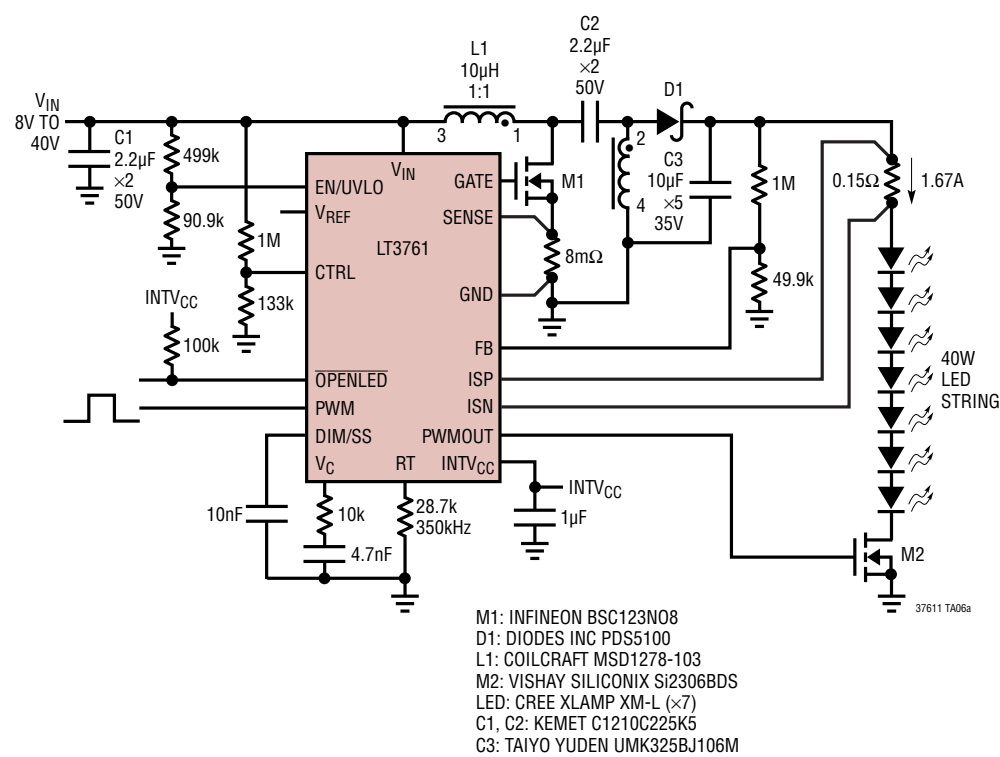 V_IN
8V TO
40V
C1
2.2µF
×2
50V
499k
90.9k
1M
133k
L1
10µH
1:1
3
1
C2
2.2µF
×2
50V
D1
2
4
C3
10µF
×5
35V
1M
49.9k
0.15Ω
1.67A
M1
8mΩ
V_IN
EN/UVLO
V_REF
LT3761
CTRL
GATE
SENSE
GND
FB
OPENLED
ISP
PWM
ISN
DIM/SS
PWMOUT
V_C
RT
INTV_CC
INTV_CC
100k
10nF
10k
4.7nF
28.7k
350kHz
INTV_CC
1µF
40W
LED
STRING
M2
37611 TA06a
M1: INFINEON BSC123NO8
D1: DIODES INC PDS5100
L1: COILCRAFT MSD1278-103
M2: VISHAY SILICONIX Si2306BDS
LED: CREE XLAMP XM-L (×7)
C1, C2: KEMET C1210C225K5
C3: TAIYO YUDEN UMK325BJ106M